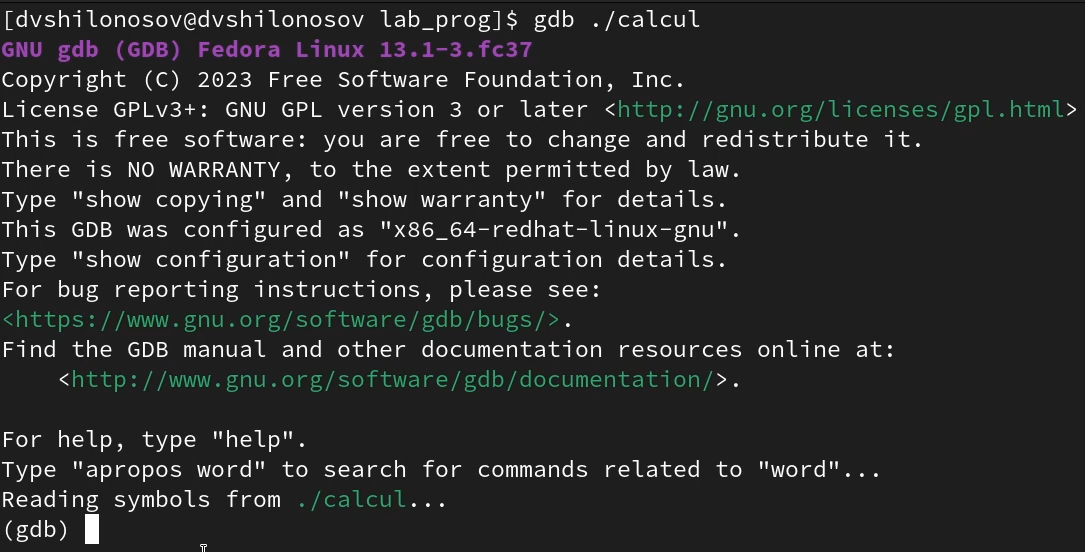 [dvshilonosov@dvshilonosov lab_prog]$ gdb ./calcul
GNU gdb (GDB) Fedora Linux 13.1-3.fc37
Copyright (C) 2023 Free Software Foundation, Inc.
License GPLv3+: GNU GPL version 3 or later <http://gnu.org/licenses/gpl.html>
This is free software: you are free to change and redistribute it.
There is NO WARRANTY, to the extent permitted by law.
Type "show copying" and "show warranty" for details.
This GDB was configured as "x86_64-redhat-linux-gnu".
Type "show configuration" for configuration details.
For bug reporting instructions, please see:
<https://www.gnu.org/software/gdb/bugs/>.
Find the GDB manual and other documentation resources online at:
    <http://www.gnu.org/software/gdb/documentation/>.

For help, type "help".
Type "apropos word" to search for commands related to "word"...
Reading symbols from ./calcul...
(gdb)